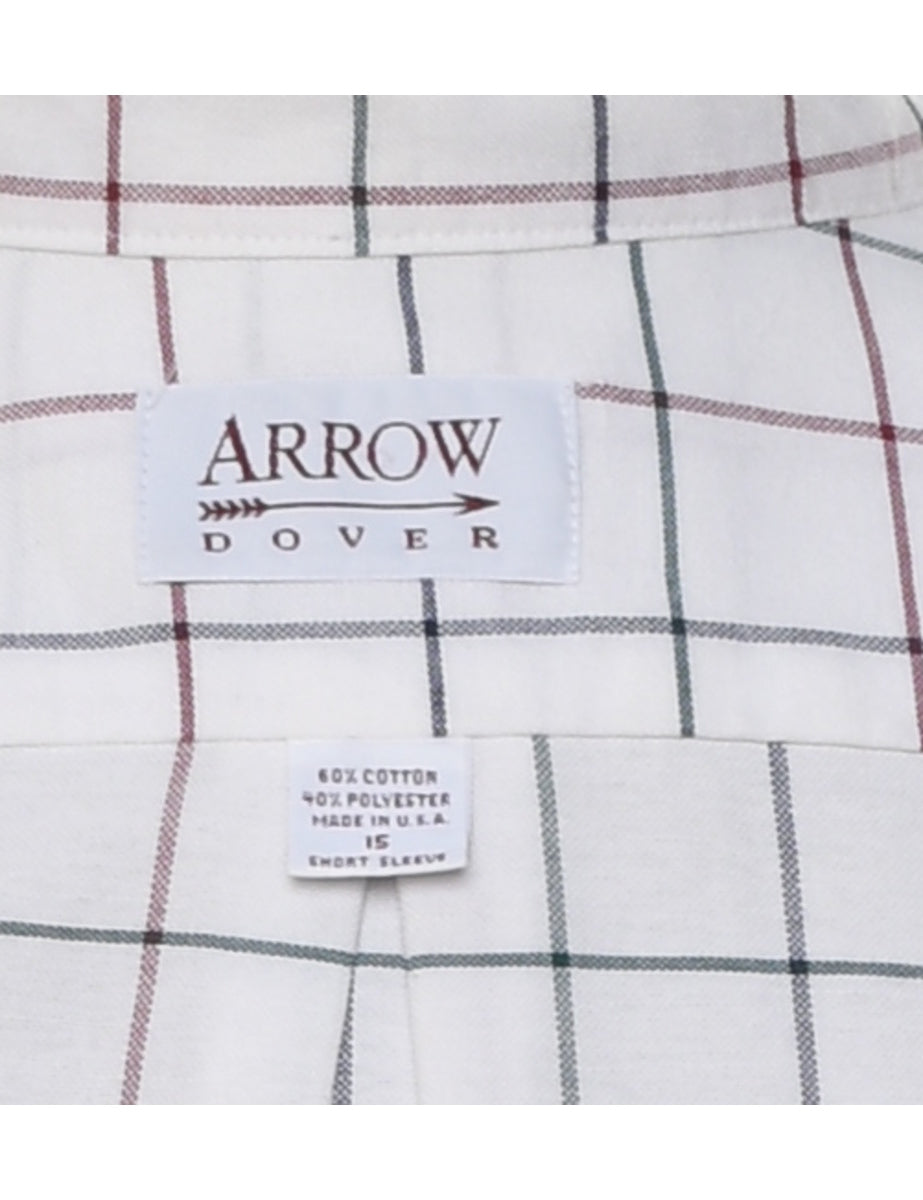 ARROW
DOVER
60% COTTON
40% POLYESTER
MADE IN U.S.A.
15
SHORT SLEEVE